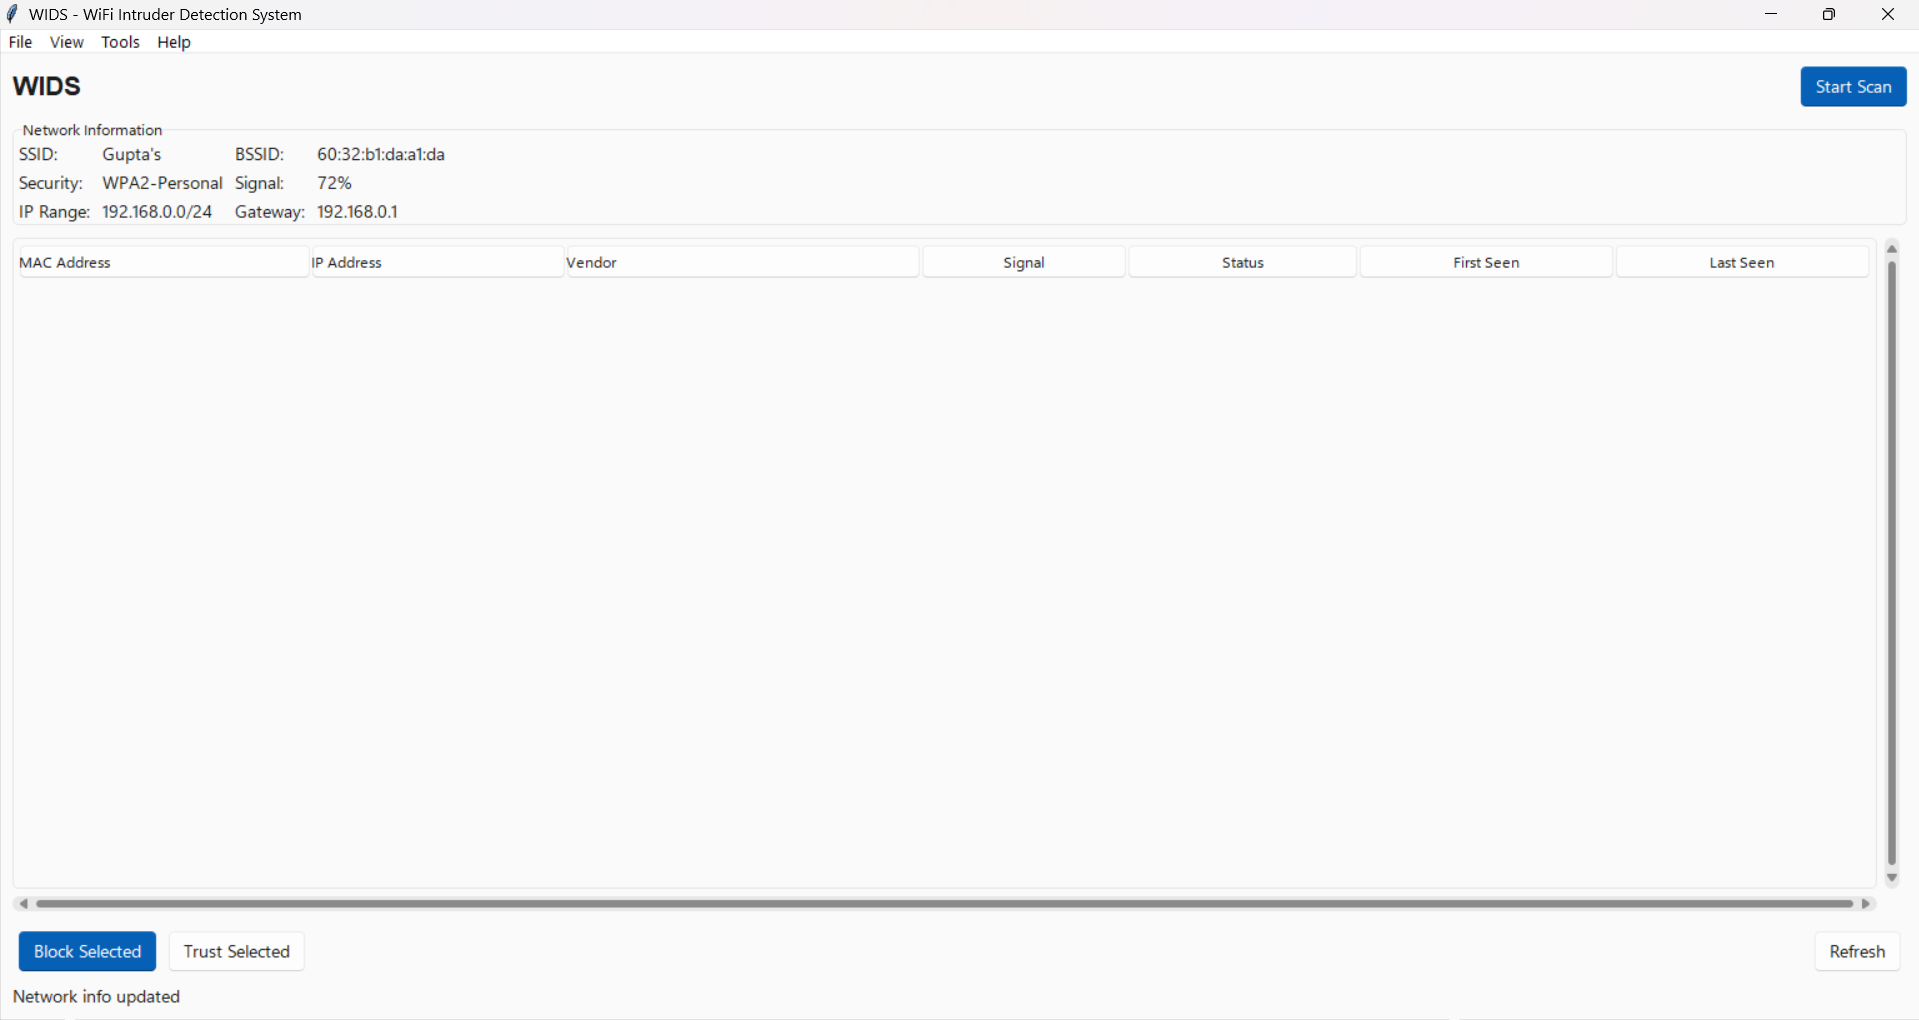 WIDS - WiFi Intruder Detection System
File View Tools Help
WIDS
Start Scan
Network Information
SSID: Gupta's BSSID: 60:32:b1:da:a1:da
Security: WPA2-Personal Signal: 72%
IP Range: 192.168.0.0/24 Gateway: 192.168.0.1
MAC Address IP Address Vendor Signal Status First Seen Last Seen
Block Selected Trust Selected Refresh
Network info updated